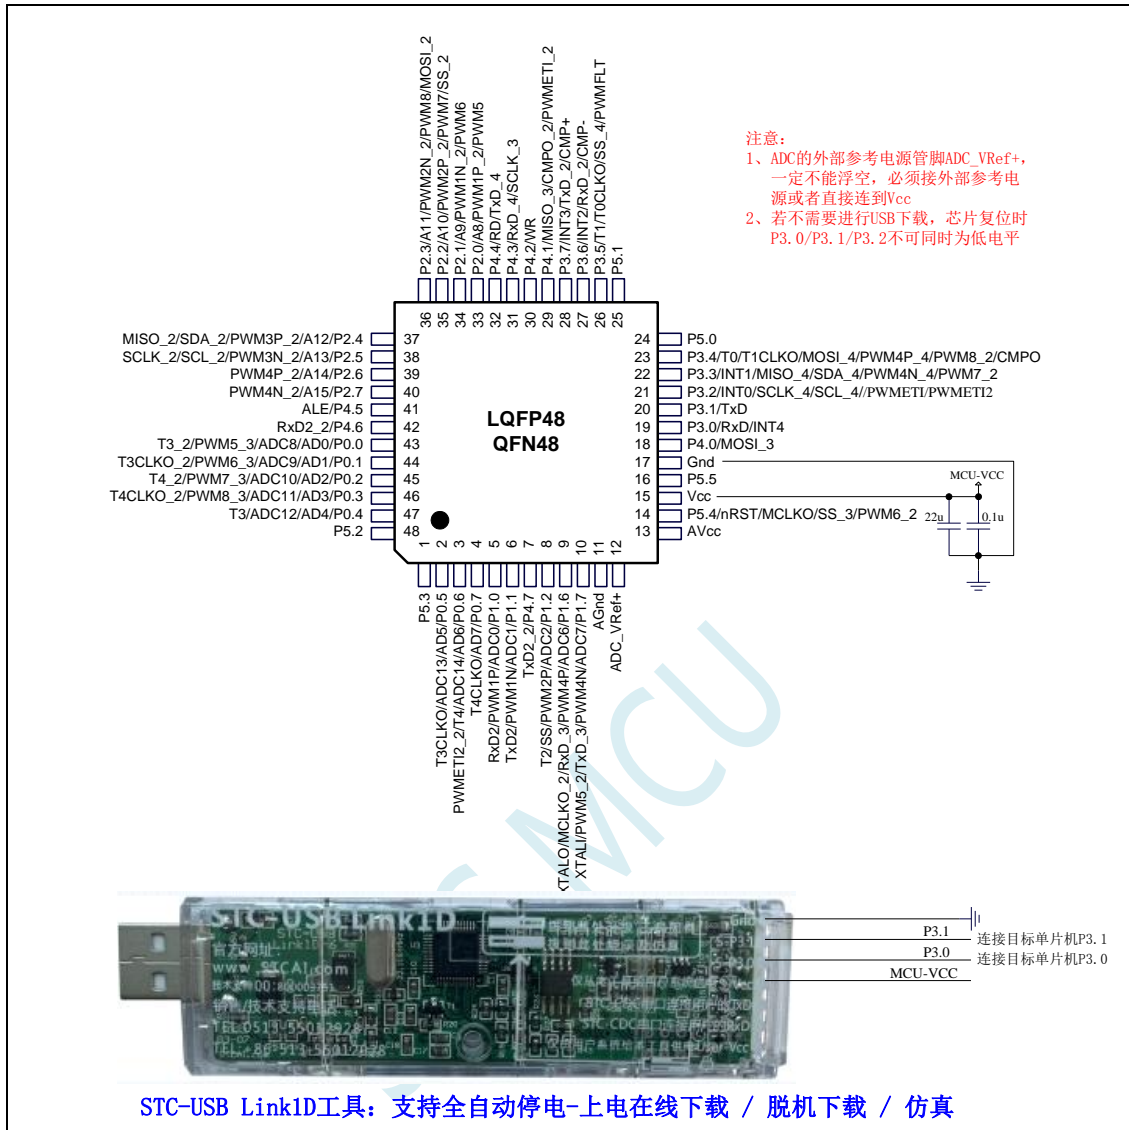 P2.3/A11/PWM2N_2/PWM8/MOSI_2
P2.2/A10/PWM2P_2/PWM7/SS_2
P2.1/A9/PWM1N_2/PWM6
P2.0/A8/PWM1P_2/PWM5
P4.4/RD/TxD_4
P4.3/RxD_4/SCLK_3
P4.2/WR
P4.1/MISO_3/CMPO_2/PWMETI_2
P3.7/INT3/TxD_2/CMP+
P3.6/INT2/RxD_2/CMP-
P3.5/T1/T0CLKO/SS_4/PWMFLT
P5.1
注意:
1、ADC的外部参考电源管脚ADC_VRef+,
一定不能浮空, 必须接外部参考电
源或者直接连到Vcc
2、若不需要进行USB下载, 芯片复位时
P3.0/P3.1/P3.2不可同时为低电平
36 35 34 33 32 31 30 29 28 27 26 25
MISO_2/SDA_2/PWM3P_2/A12/P2.4 37
SCLK_2/SCL_2/PWM3N_2/A13/P2.5 38
PWM4P_2/A14/P2.6 39
PWM4N_2/A15/P2.7 40
ALE/P4.5 41
RxD2_2/P4.6 42
T3_2/PWM5_3/ADC8/AD0/P0.0 43
T3CLKO_2/PWM6_3/ADC9/AD1/P0.1 44
T4_2/PWM7_3/ADC10/AD2/P0.2 45
T4CLKO_2/PWM8_3/ADC11/AD3/P0.3 46
T3/ADC12/AD4/P0.4 47
P5.2 48
LQFP48
QFN48
24 P5.0
23 P3.4/T0/T1CLKO/MOSI_4/PWM4P_4/PWM8_2/CMPO
22 P3.3/INT1/MISO_4/SDA_4/PWM4N_4/PWM7_2
21 P3.2/INT0/SCLK_4/SCL_4//PWMETI/PWMETI2
20 P3.1/TxD
19 P3.0/RxD/INT4
18 P4.0/MOSI_3
17 Gnd
16 P5.5
15 Vcc
14 P5.4/nRST/MCLKO/SS_3/PWM6_2
13 AVcc
MCU-VCC
22u
0.1u
1 2 3 4 5 6 7 8 9 10 11 12
P5.3
T3CLKO/ADC13/AD5/P0.5
PWMETI2_2/T4/ADC14/AD6/P0.6
T4CLKO/AD7/P0.7
RxD2/PWM1P/ADC0/P1.0
TxD2/PWM1N/ADC1/P1.1
TxD2_2/P4.7
T2/SS/PWM2P/ADC2/P1.2
XTALO/MCLKO_2/RxD_3/PWM4P/ADC6/P1.6
XTALI/PWM5_2/TxD_3/PWM4N/ADC7/P1.7
AGnd
ADC_VRef+
MCU
STC-USB Link1D
官方网址:
TEL:0513-55012928
Gnd
P3.1 连接目标单片机P3.1
P3.0 连接目标单片机P3.0
MCU-VCC
STC-USB Link1D工具: 支持全自动停电-上电在线下载 / 脱机下载 / 仿真